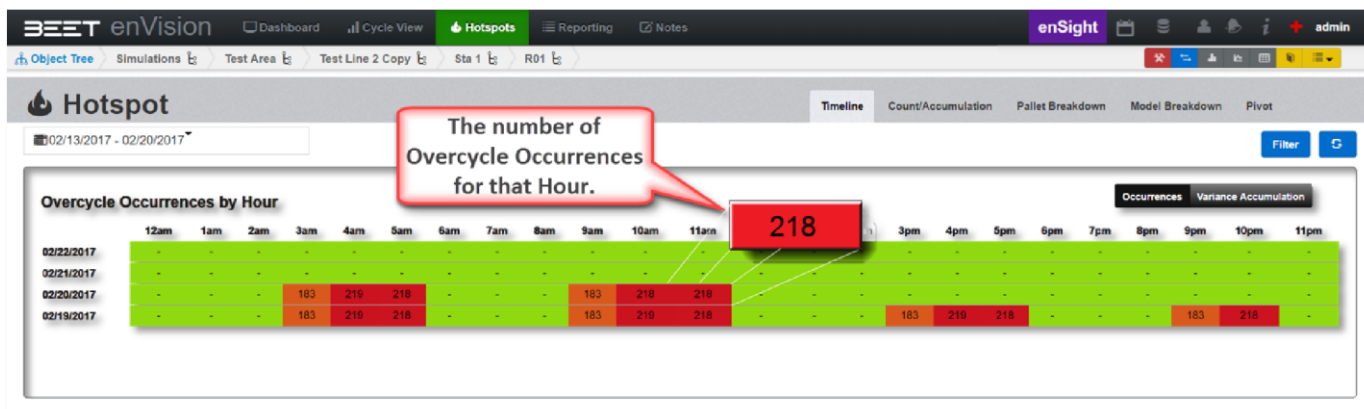 BEET enVision Dashboard Cycle View Hotspots Reporting Notes enSight admin
Object Tree Simulations Test Area Test Line 2 Copy Sta 1 R01
Hotspot Timeline Count/Accumulation Pallet Breakdown Model Breakdown Pivot
02/13/2017 - 02/20/2017 Filter
The number of
Overcycle Occurrences
for that Hour.
Overcycle Occurrences by Hour Occurrences Variance Accumulation
218
12am 1am 2am 3am 4am 5am 6am 7am 8am 9am 10am 11am 3pm 4pm 5pm 6pm 7pm 8pm 9pm 10pm 11pm
02/22/2017 - - - - - - - - - - - - - - - - - - - - - - - -
02/21/2017 - - - - - - - - - - - - - - - - - - - - - - - -
02/20/2017 - - - 183 219 218 - - - 183 218 218 - - - - - - - - - - - -
02/19/2017 - - - 183 219 218 - - - 183 219 218 - - - 183 219 218 - - - 183 218 -